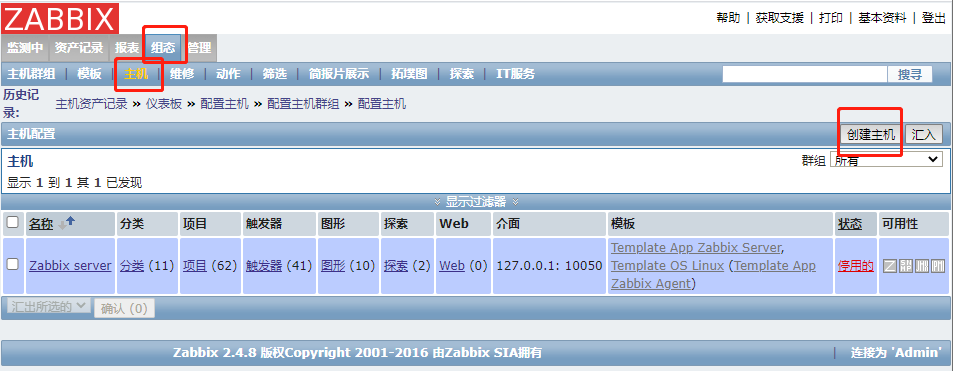 ZABBIX
帮助 | 获取支援 | 打印 | 基本资料 | 登出
监测中 资产记录 报表 组态 管理
主机群组 | 模板 | 主机 | 维修 | 动作 | 筛选 | 简报片展示 | 拓墣图 | 探索 | IT服务 搜寻
历史记录: 主机资产记录 » 仪表板 » 配置主机 » 配置主机群组 » 配置主机
主机配置 创建主机 汇入
主机 群组 所有
显示 1 到 1 其 1 已发现
显示过滤器
名称 分类 项目 触发器 图形 探索 Web 介面 模板 状态 可用性
Zabbix server 分类 (11) 项目 (62) 触发器 (41) 图形 (10) 探索 (2) Web (0) 127.0.0.1: 10050 Template App Zabbix Server, Template OS Linux (Template App Zabbix Agent) 停用的
汇出所选的 确认 (0)
Zabbix 2.4.8 版权Copyright 2001-2016 由Zabbix SIA拥有 | 连接为 'Admin'